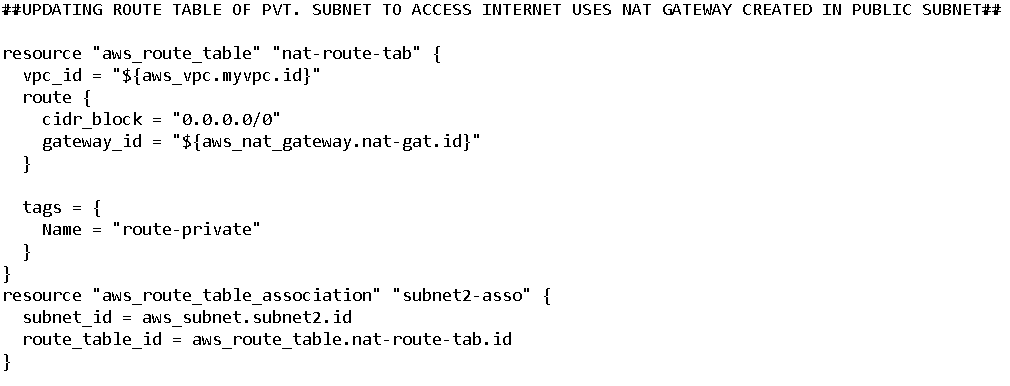 ##UPDATING ROUTE TABLE OF PVT. SUBNET TO ACCESS INTERNET USES NAT GATEWAY CREATED IN PUBLIC SUBNET##
resource "aws_route_table" "nat-route-tab" {
  vpc_id = "${aws_vpc.myvpc.id}"
  route {
    cidr_block = "0.0.0.0/0"
    gateway_id = "${aws_nat_gateway.nat-gat.id}"
  }
  tags = {
    Name = "route-private"
  }
}
resource "aws_route_table_association" "subnet2-asso" {
  subnet_id = aws_subnet.subnet2.id
  route_table_id = aws_route_table.nat-route-tab.id
}